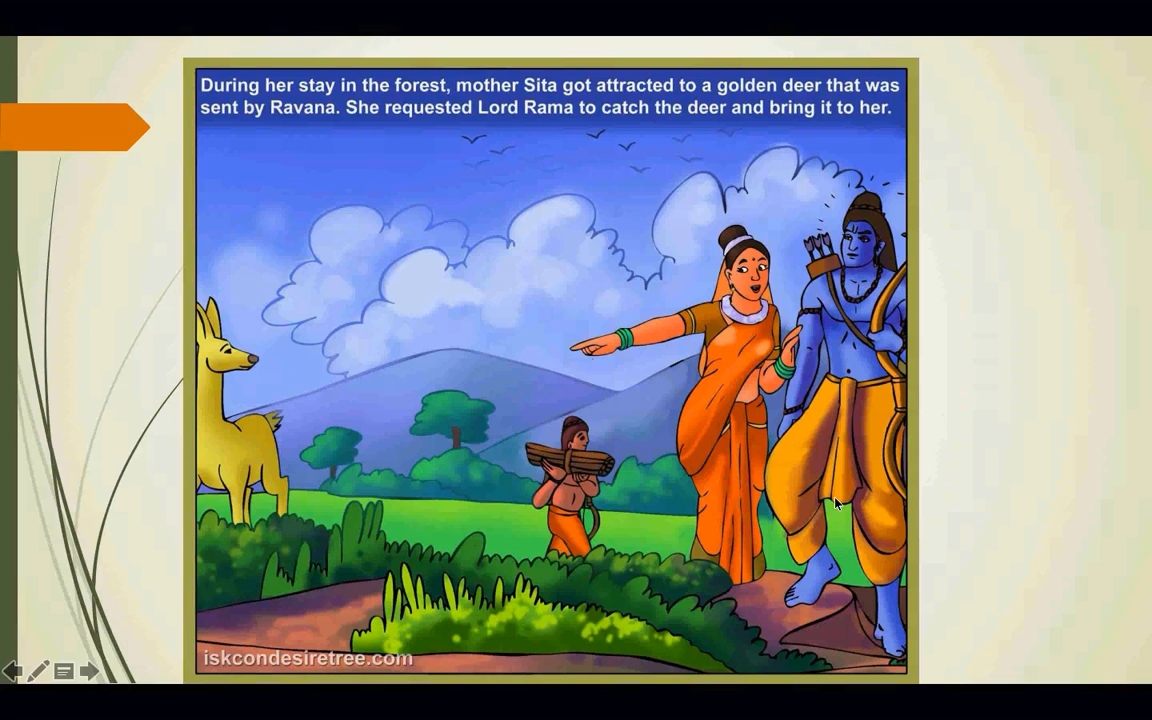 During her stay in the forest, mother Sita got attracted to a golden deer that was
sent by Ravana. She requested Lord Rama to catch the deer and bring it to her.
iskcondesiretree.com